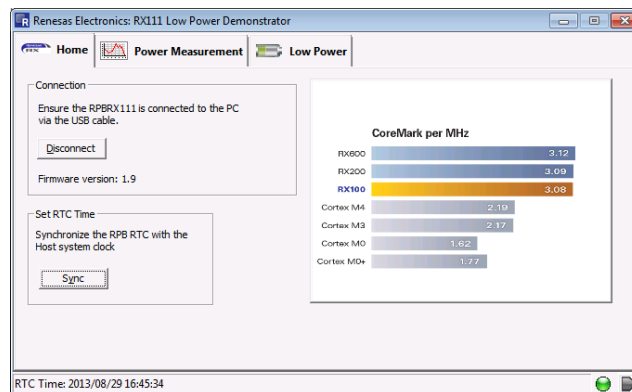 Renesas Electronics: RX111 Low Power Demonstrator
RX Home Power Measurement Low Power
Connection
Ensure the RPBRX111 is connected to the PC
via the USB cable.
Disconnect
Firmware version: 1.9
Set RTC Time
Synchronize the RPB RTC with the
Host system clock
Sync
CoreMark per MHz
RX600 3.12
RX200 3.09
RX100 3.08
Cortex M4 2.19
Cortex M3 2.17
Cortex M0 1.62
Cortex M0+ 1.77
RTC Time: 2013/08/29 16:45:34